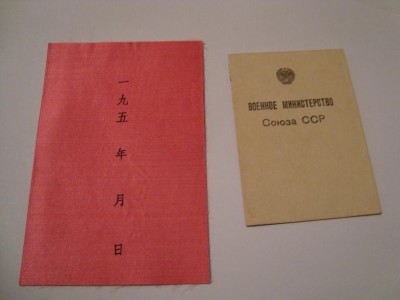 一九五 年 月 日
ВОЕННОЕ МИНИСТЕРСТВО
Союза ССР